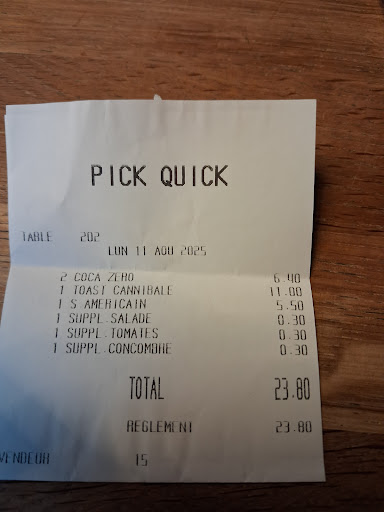 PICK QUICK
TABLE 202
LUN 11 AOU 2025
2 COCA ZERO 6.40
1 TOAST CANNIBALE 11.00
1 S AMERICAIN 5.50
1 SUPPL.SALADE 0.30
1 SUPPL.TOMATES 0.30
1 SUPPL.CONCOMBRE 0.30
TOTAL 23.80
REGLEMENT 23.80
VENDEUR 15